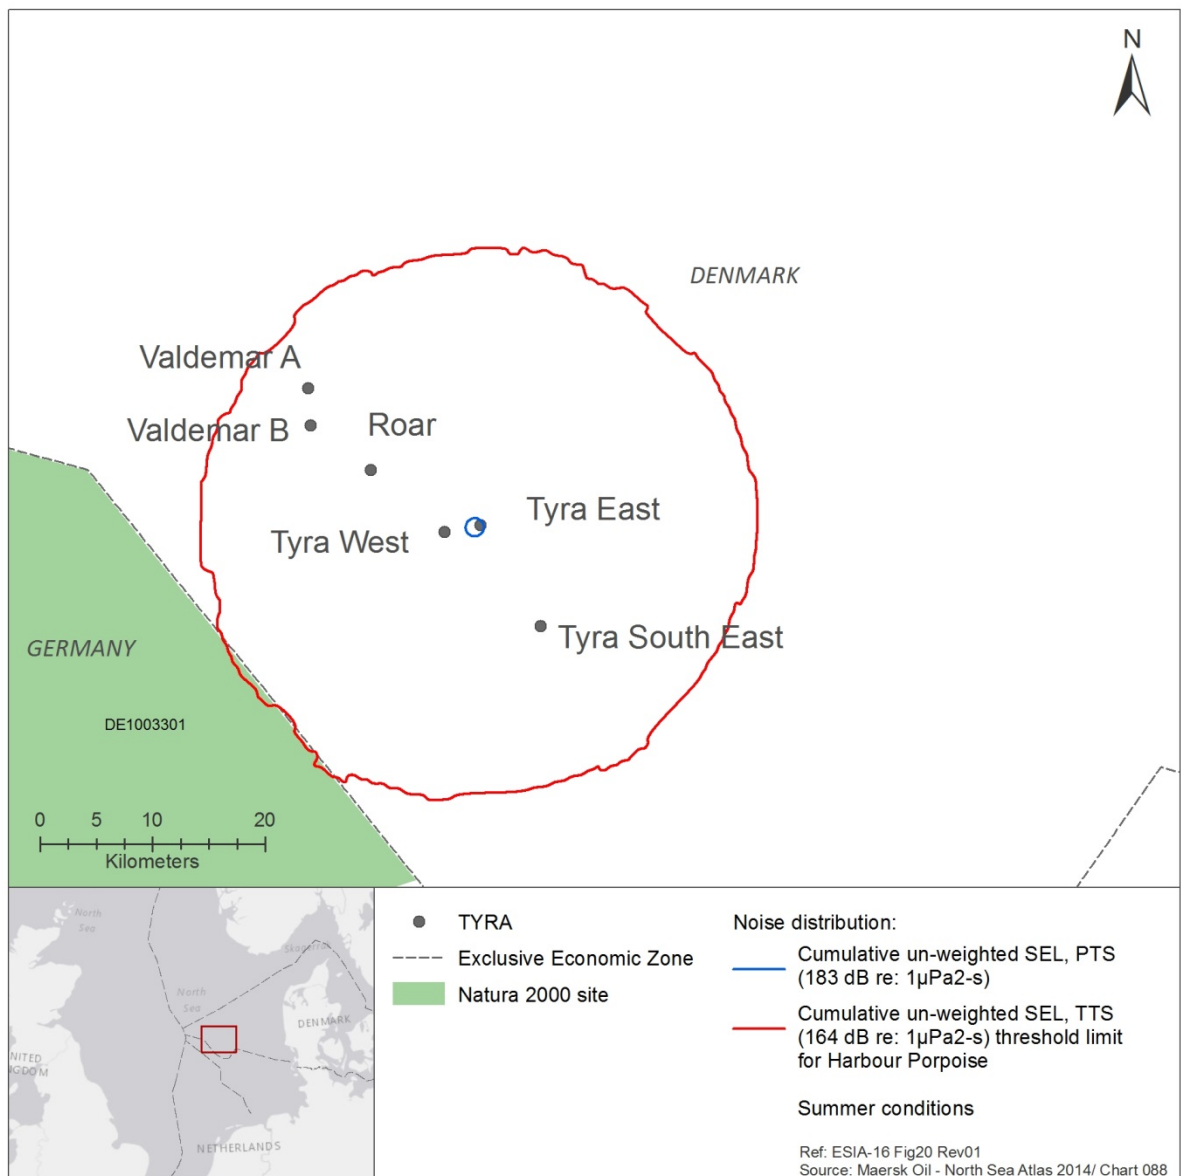 N
DENMARK
Valdemar A
Valdemar B
Roar
Tyra East
Tyra West
Tyra South East
GERMANY
DE1003301
0 5 10 20
Kilometers
North
Sea
Skagerrak
North
Sea
DENMARK
UNITED
KINGDOM
NETHERLANDS
TYRA
Exclusive Economic Zone
Natura 2000 site
Noise distribution:
Cumulative un-weighted SEL, PTS
(183 dB re: 1µPa2-s)
Cumulative un-weighted SEL, TTS
(164 dB re: 1µPa2-s) threshold limit
for Harbour Porpoise
Summer conditions
Ref: ESIA-16 Fig20 Rev01
Source: Maersk Oil - North Sea Atlas 2014/ Chart 088